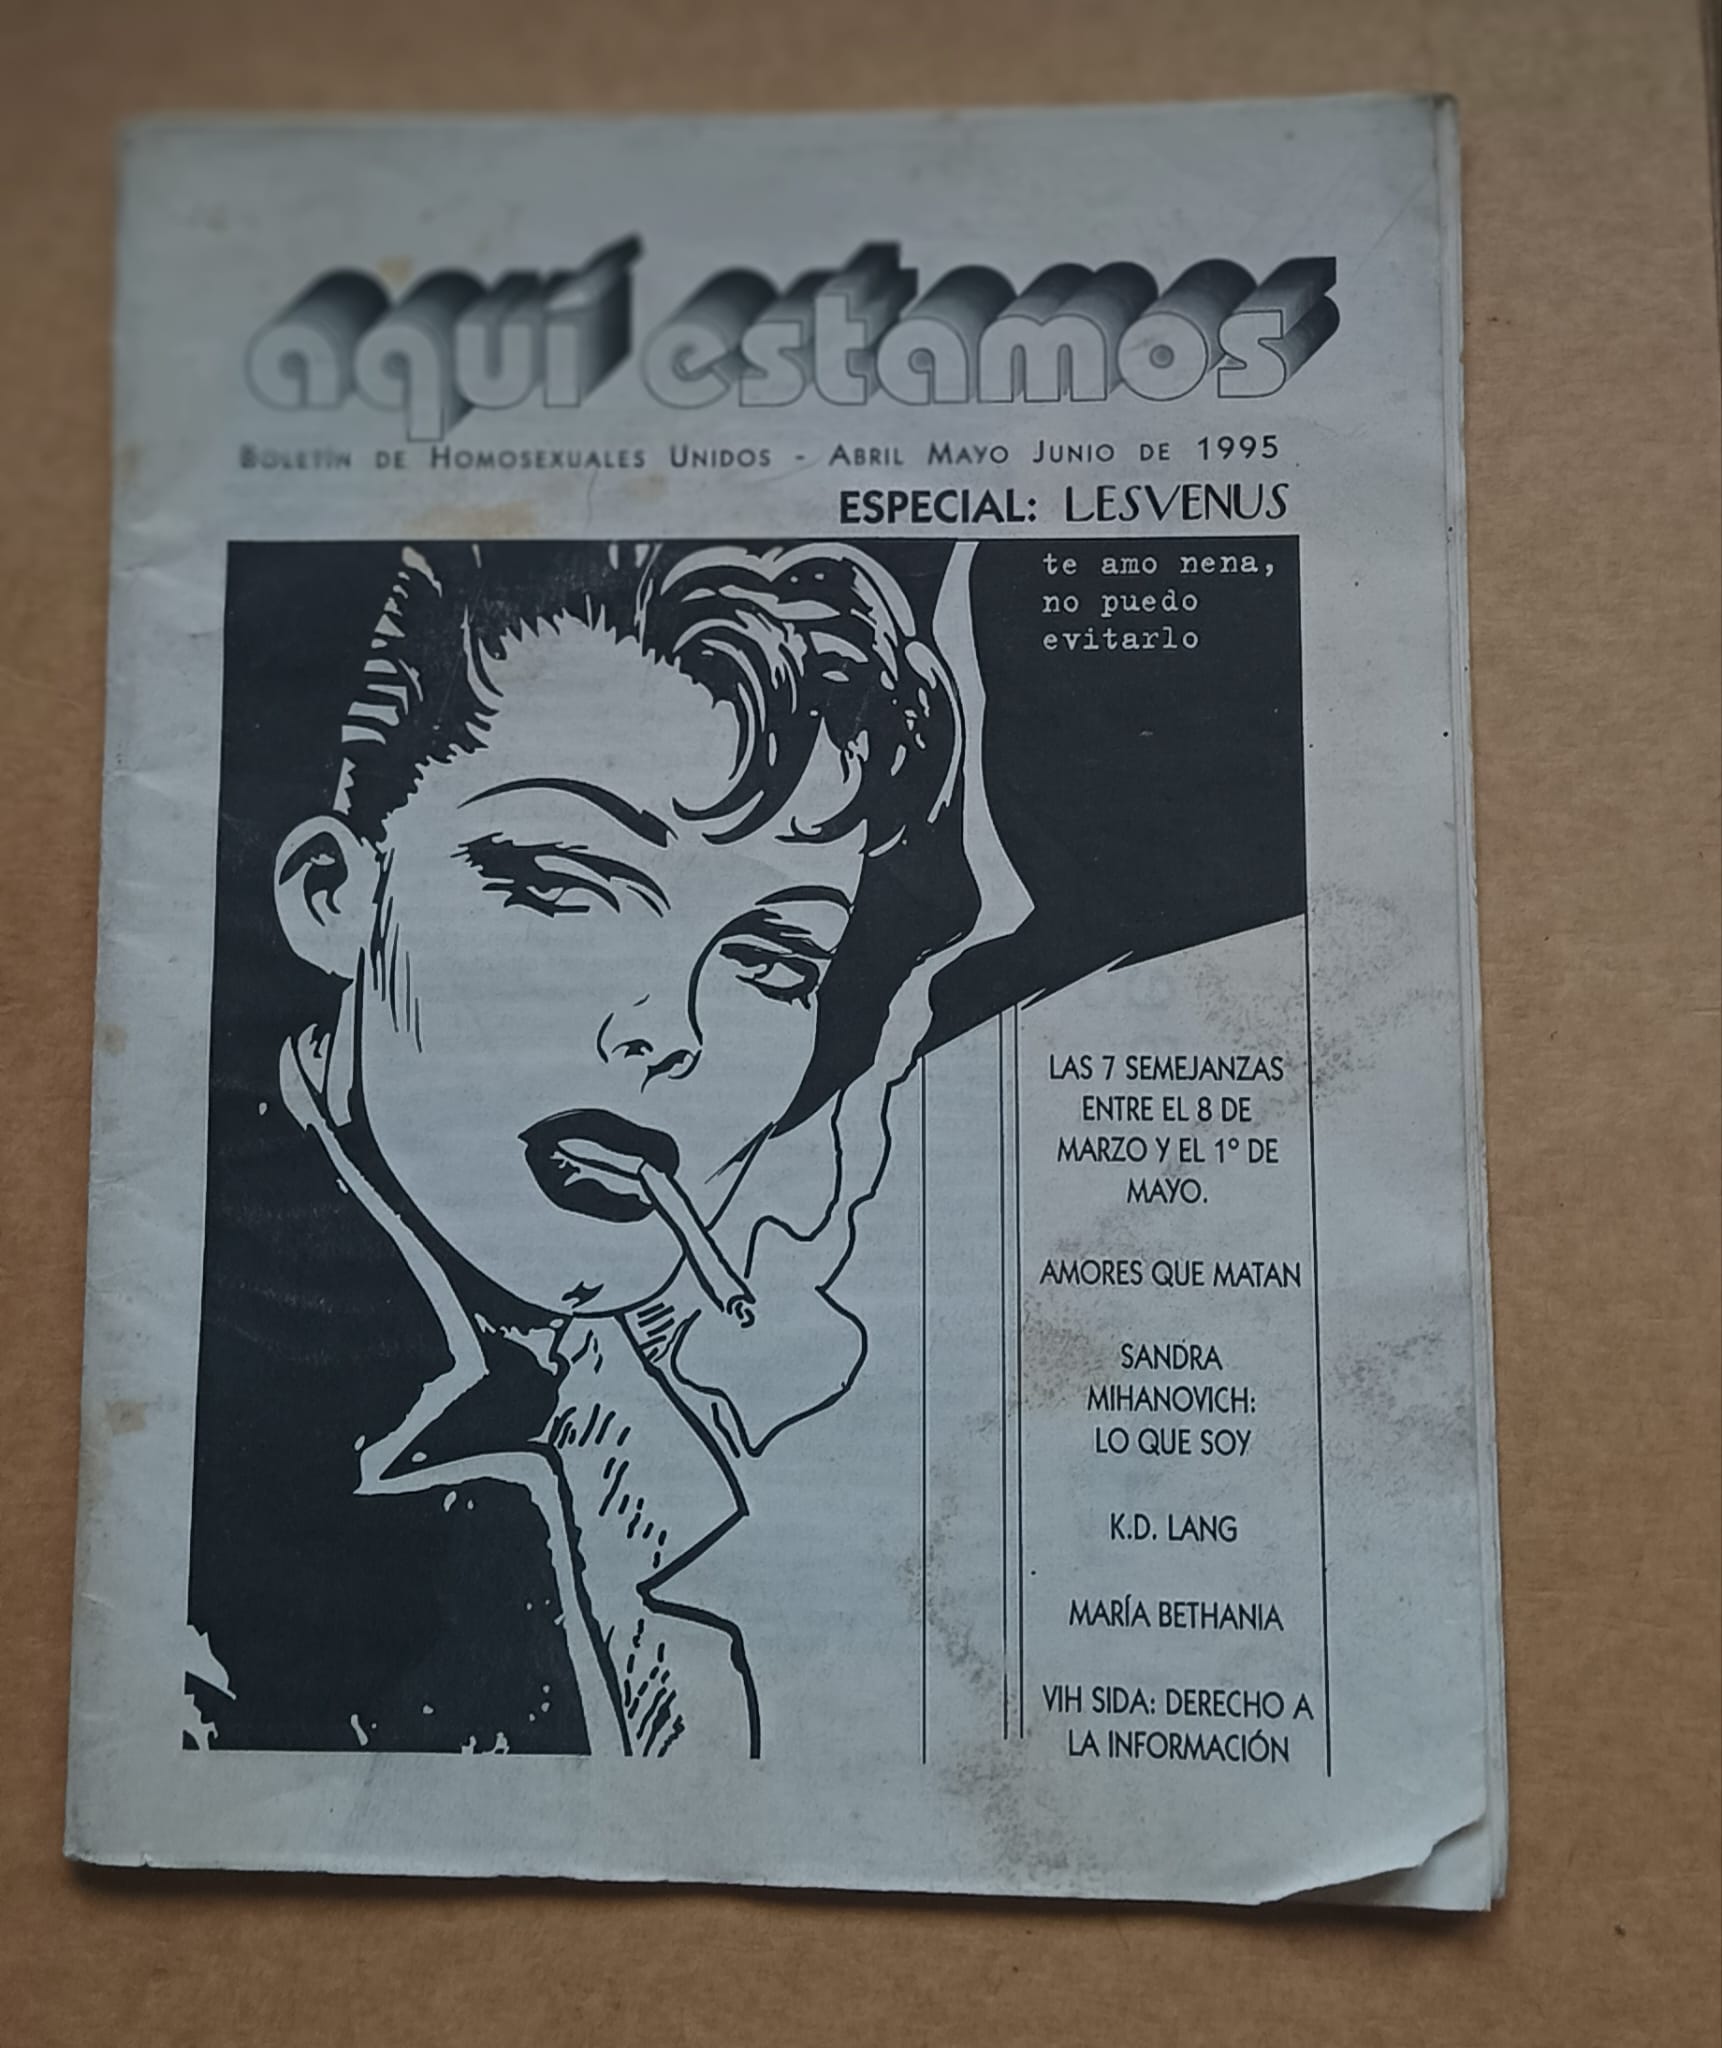 aquí estamos
BOLETÍN DE HOMOSEXUALES UNIDOS - ABRIL MAYO JUNIO DE 1995
ESPECIAL: LESVENUS
te amo nena,
no puedo
evitarlo
LAS 7 SEMEJANZAS
ENTRE EL 8 DE
MARZO Y EL 1º DE
MAYO.
AMORES QUE MATAN
SANDRA
MIHANOVICH:
LO QUE SOY
K.D. LANG
MARÍA BETHANIA
VIH SIDA: DERECHO A
LA INFORMACIÓN